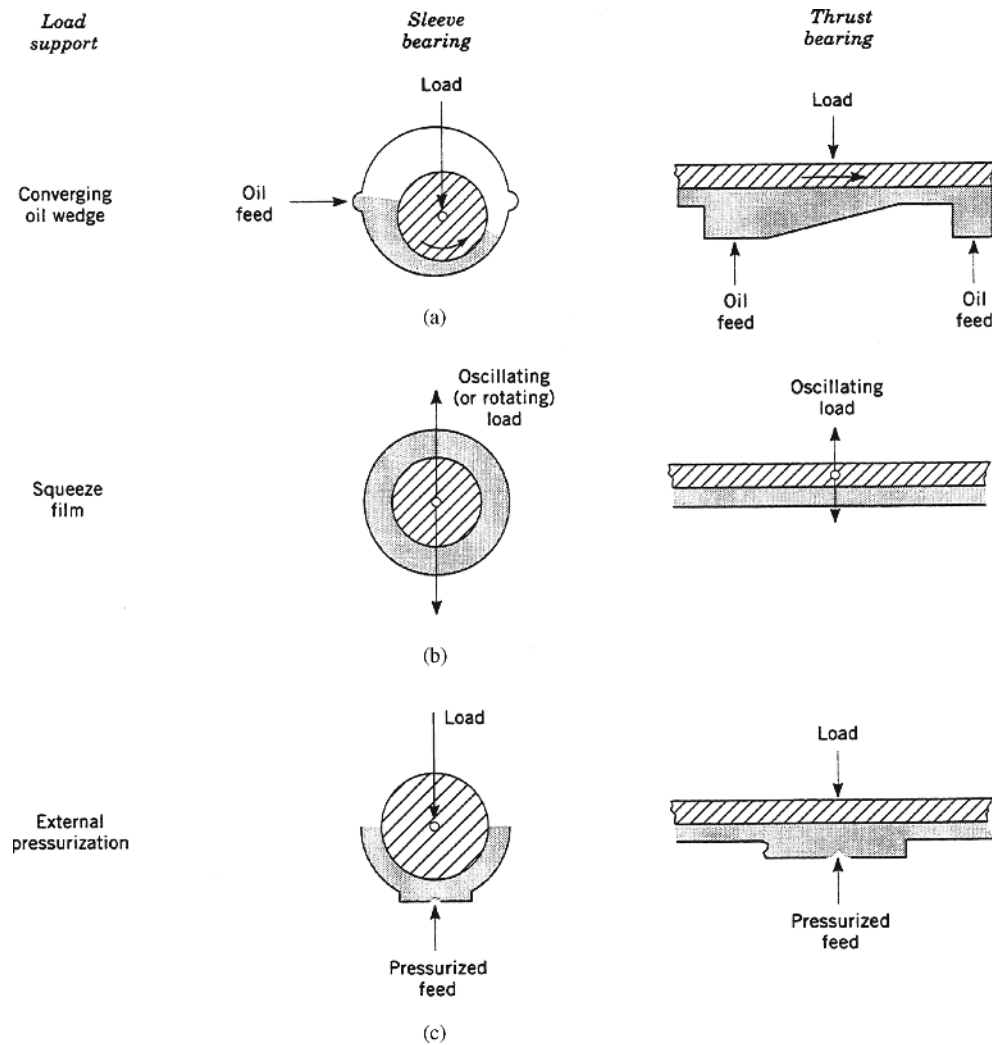 Load
support
Sleeve
bearing
Thrust
bearing
Load
Load
Converging
oil wedge
Oil
feed
Oil
feed
Oil
feed
(a)
Oscillating
(or rotating)
load
Oscillating
load
Squeeze
film
(b)
Load
Load
External
pressurization
Pressurized
feed
Pressurized
feed
(c)